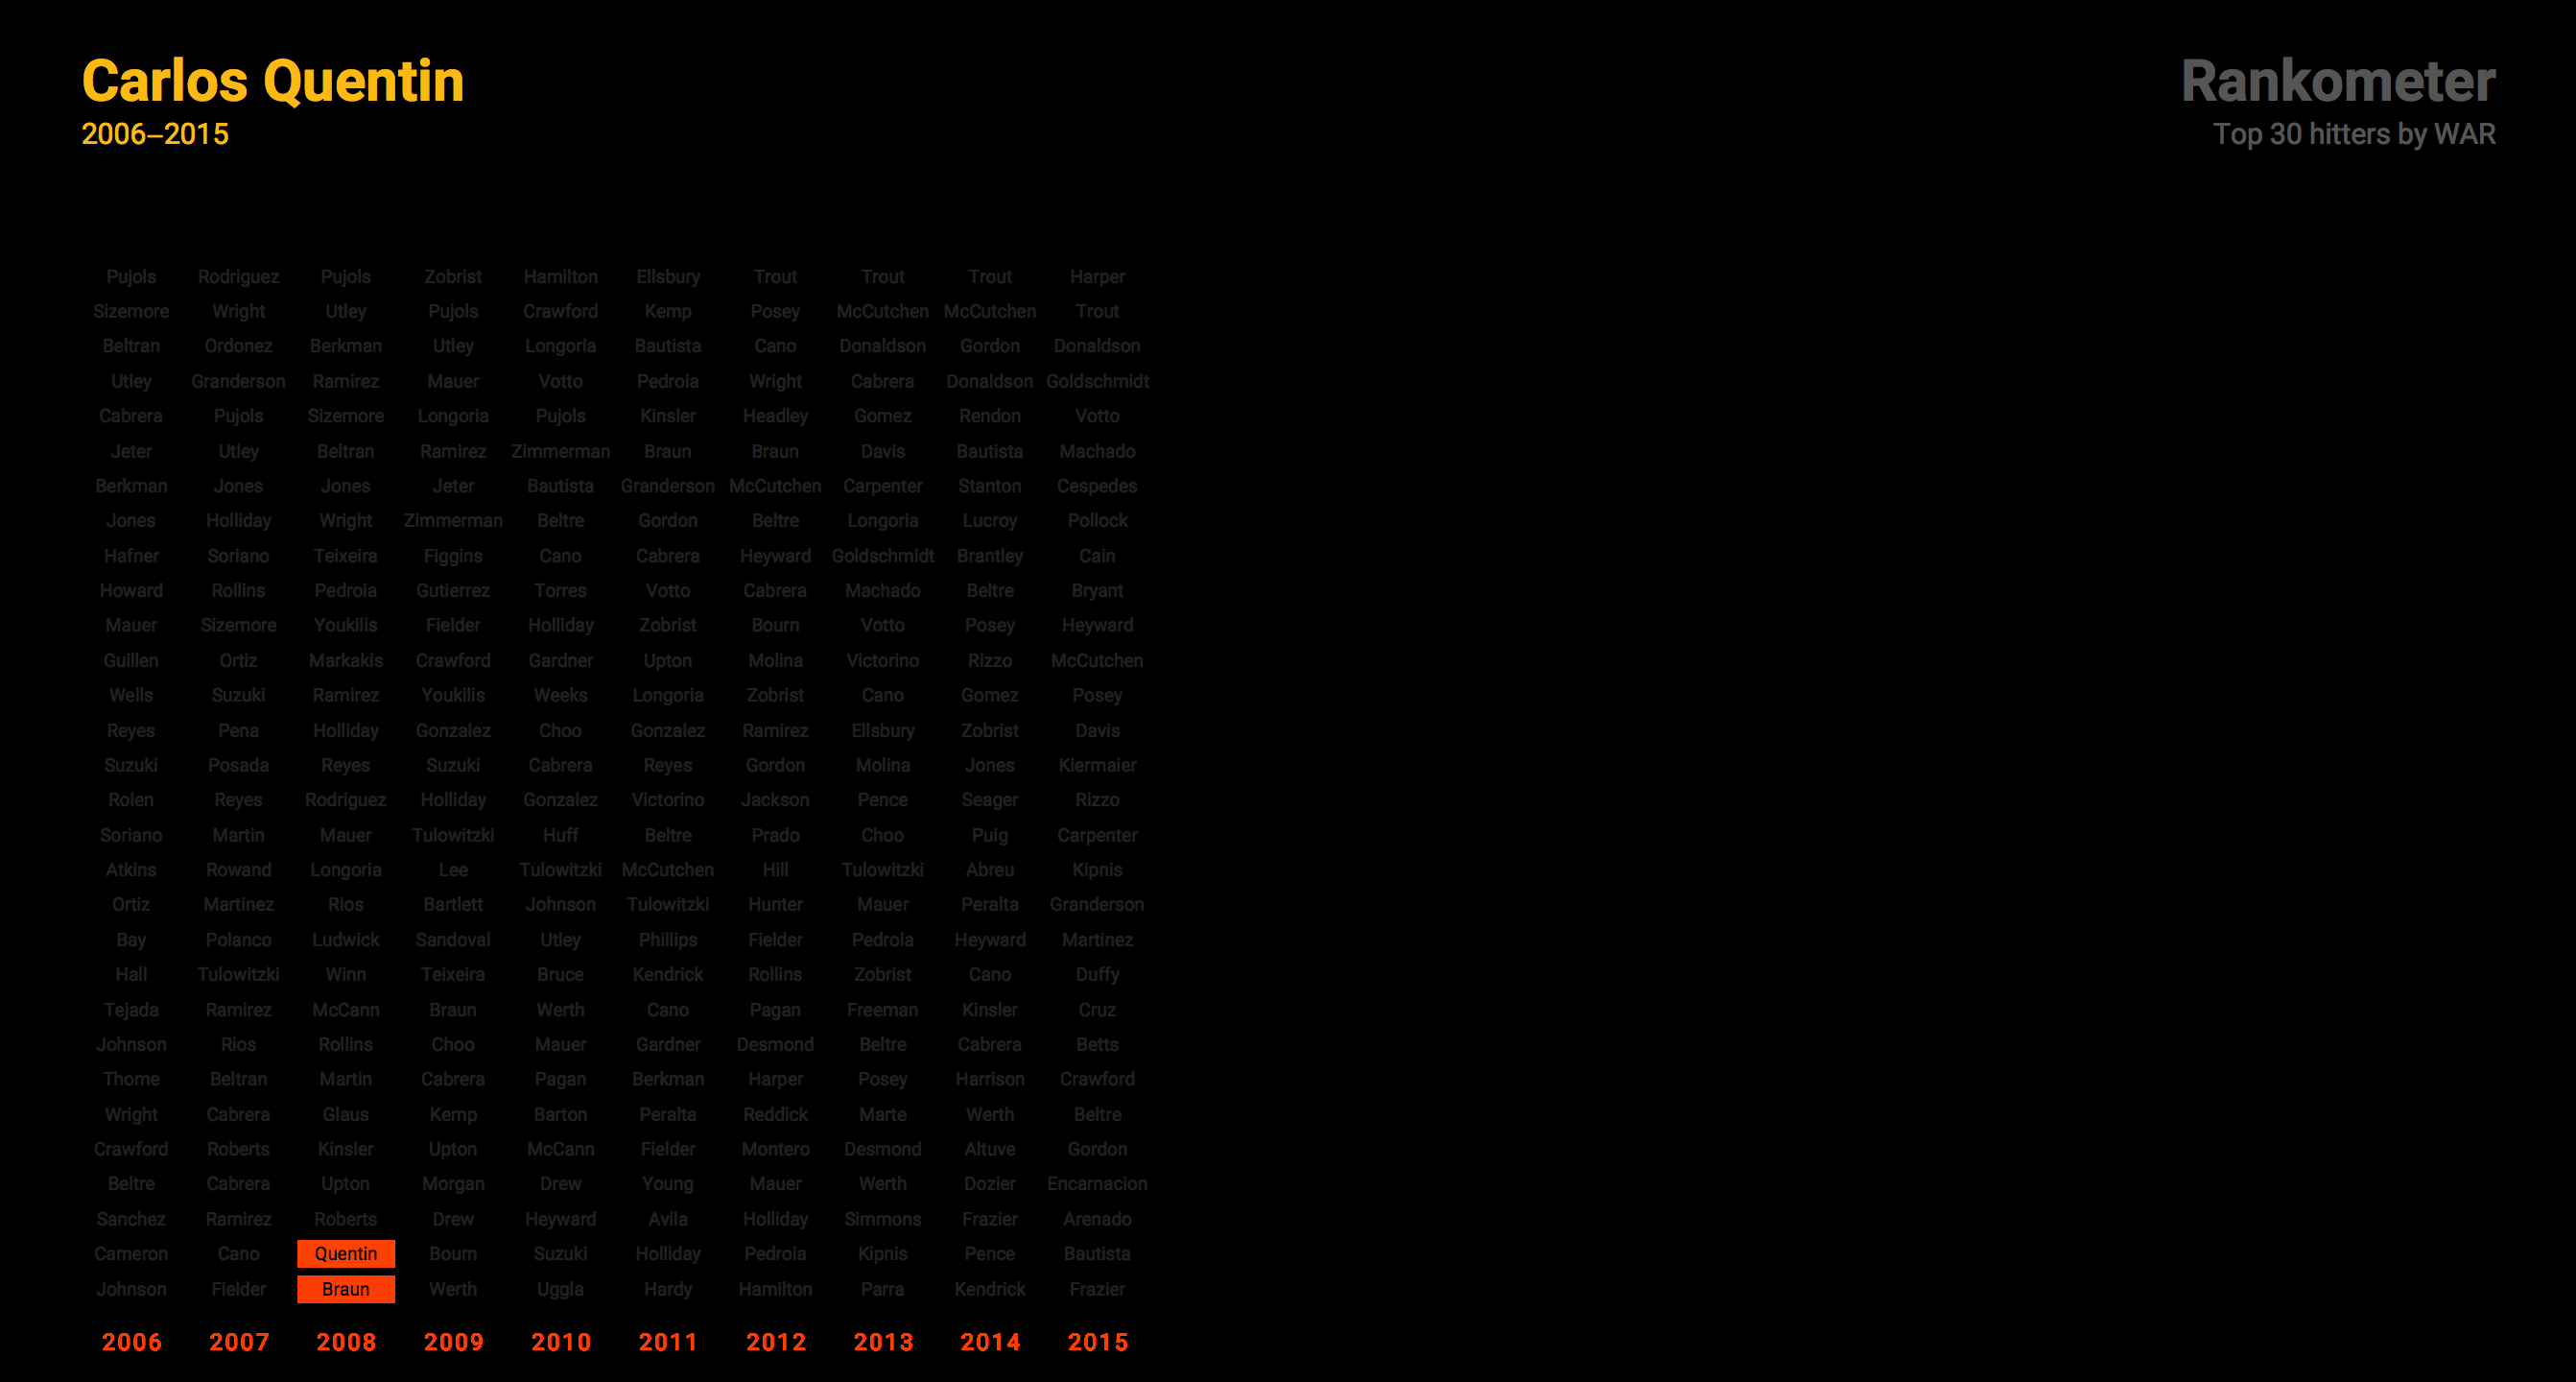 Carlos Quentin
2006–2015
Rankometer
Top 30 hitters by WAR
Pujols Rodriguez Pujols Zobrist Hamilton Ellsbury Trout Trout Trout Harper
Sizemore Wright Utley Pujols Crawford Kemp Posey McCutchen McCutchen Trout
Beltran Ordonez Berkman Utley Longoria Bautista Cano Donaldson Gordon Donaldson
Utley Granderson Ramirez Mauer Votto Pedroia Wright Cabrera Donaldson Goldschmidt
Cabrera Pujols Sizemore Longoria Pujols Kinsler Headley Gomez Rendon Votto
Jeter Utley Beltran Ramirez Zimmerman Braun Braun Davis Bautista Machado
Berkman Jones Jones Jeter Bautista Granderson McCutchen Carpenter Stanton Cespedes
Jones Holliday Wright Zimmerman Beltre Gordon Beltre Longoria Lucroy Pollock
Hafner Soriano Teixeira Figgins Cano Cabrera Heyward Goldschmidt Brantley Cain
Howard Rollins Pedroia Gutierrez Torres Votto Cabrera Machado Beltre Bryant
Mauer Sizemore Youkilis Fielder Holliday Zobrist Bourn Votto Posey Heyward
Guillen Ortiz Markakis Crawford Gardner Upton Molina Victorino Rizzo McCutchen
Wells Suzuki Ramirez Youkilis Weeks Longoria Zobrist Cano Gomez Posey
Reyes Pena Holliday Gonzalez Choo Gonzalez Ramirez Ellsbury Zobrist Davis
Suzuki Posada Reyes Suzuki Cabrera Reyes Gordon Molina Jones Kiermaier
Rolen Reyes Rodriguez Holliday Gonzalez Victorino Jackson Pence Seager Rizzo
Soriano Martin Mauer Tulowitzki Huff Beltre Prado Choo Puig Carpenter
Atkins Rowand Longoria Lee Tulowitzki McCutchen Hill Tulowitzki Abreu Kipnis
Ortiz Martinez Rios Bartlett Johnson Tulowitzki Hunter Mauer Peralta Granderson
Bay Polanco Ludwick Sandoval Utley Phillips Fielder Pedroia Heyward Martinez
Hall Tulowitzki Winn Teixeira Bruce Kendrick Rollins Zobrist Cano Duffy
Tejada Ramirez McCann Braun Werth Cano Pagan Freeman Kinsler Cruz
Johnson Rios Rollins Choo Mauer Gardner Desmond Beltre Cabrera Betts
Thome Beltran Martin Cabrera Pagan Berkman Harper Posey Harrison Crawford
Wright Cabrera Glaus Kemp Barton Peralta Reddick Marte Werth Beltre
Crawford Roberts Kinsler Upton McCann Fielder Montero Desmond Altuve Gordon
Beltre Cabrera Upton Morgan Drew Young Mauer Werth Dozier Encarnacion
Sanchez Ramirez Roberts Drew Heyward Avila Holliday Simmons Frazier Arenado
Cameron Cano Quentin Bourn Suzuki Holliday Pedroia Kipnis Pence Bautista
Johnson Fielder Braun Werth Uggla Hardy Hamilton Parra Kendrick Frazier
2006 2007 2008 2009 2010 2011 2012 2013 2014 2015